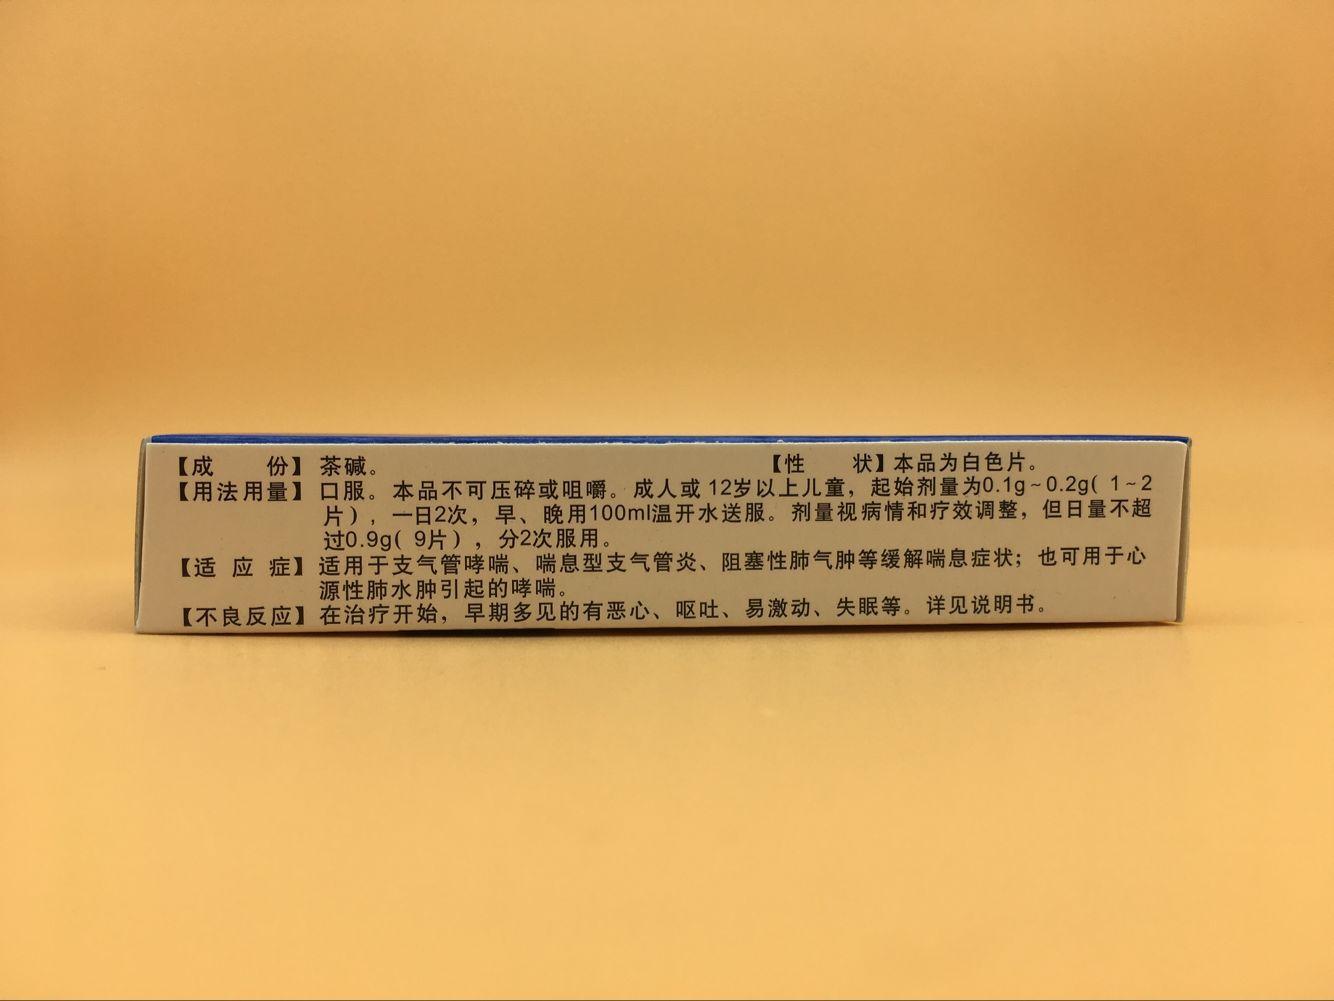 【成 份】茶碱。 【性 状】本品为白色片。
【用法用量】口服。本品不可压碎或咀嚼。成人或12岁以上儿童，起始剂量为0.1g~0.2g（1~2
片），一日2次，早、晚用100ml温开水送服。剂量视病情和疗效调整，但日量不超
过0.9g（9片），分2次服用。
【适应症】适用于支气管哮喘、喘息型支气管炎、阻塞性肺气肿等缓解喘息症状；也可用于心
源性肺水肿引起的哮喘。
【不良反应】在治疗开始，早期多见的有恶心、呕吐、易激动、失眠等。详见说明书。